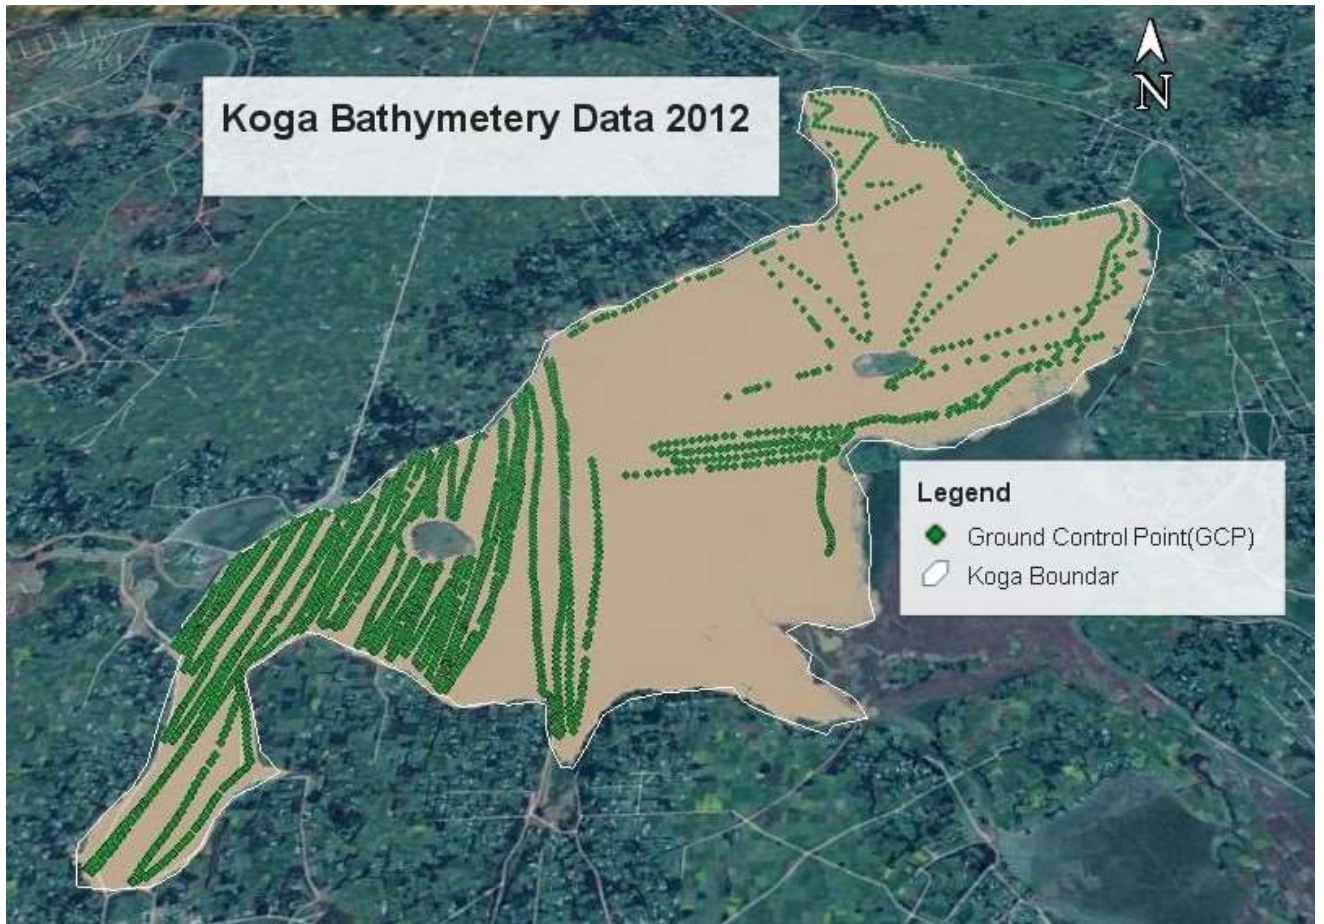 Koga Bathymetery Data 2012
N
Legend
Ground Control Point(GCP)
Koga Boundar